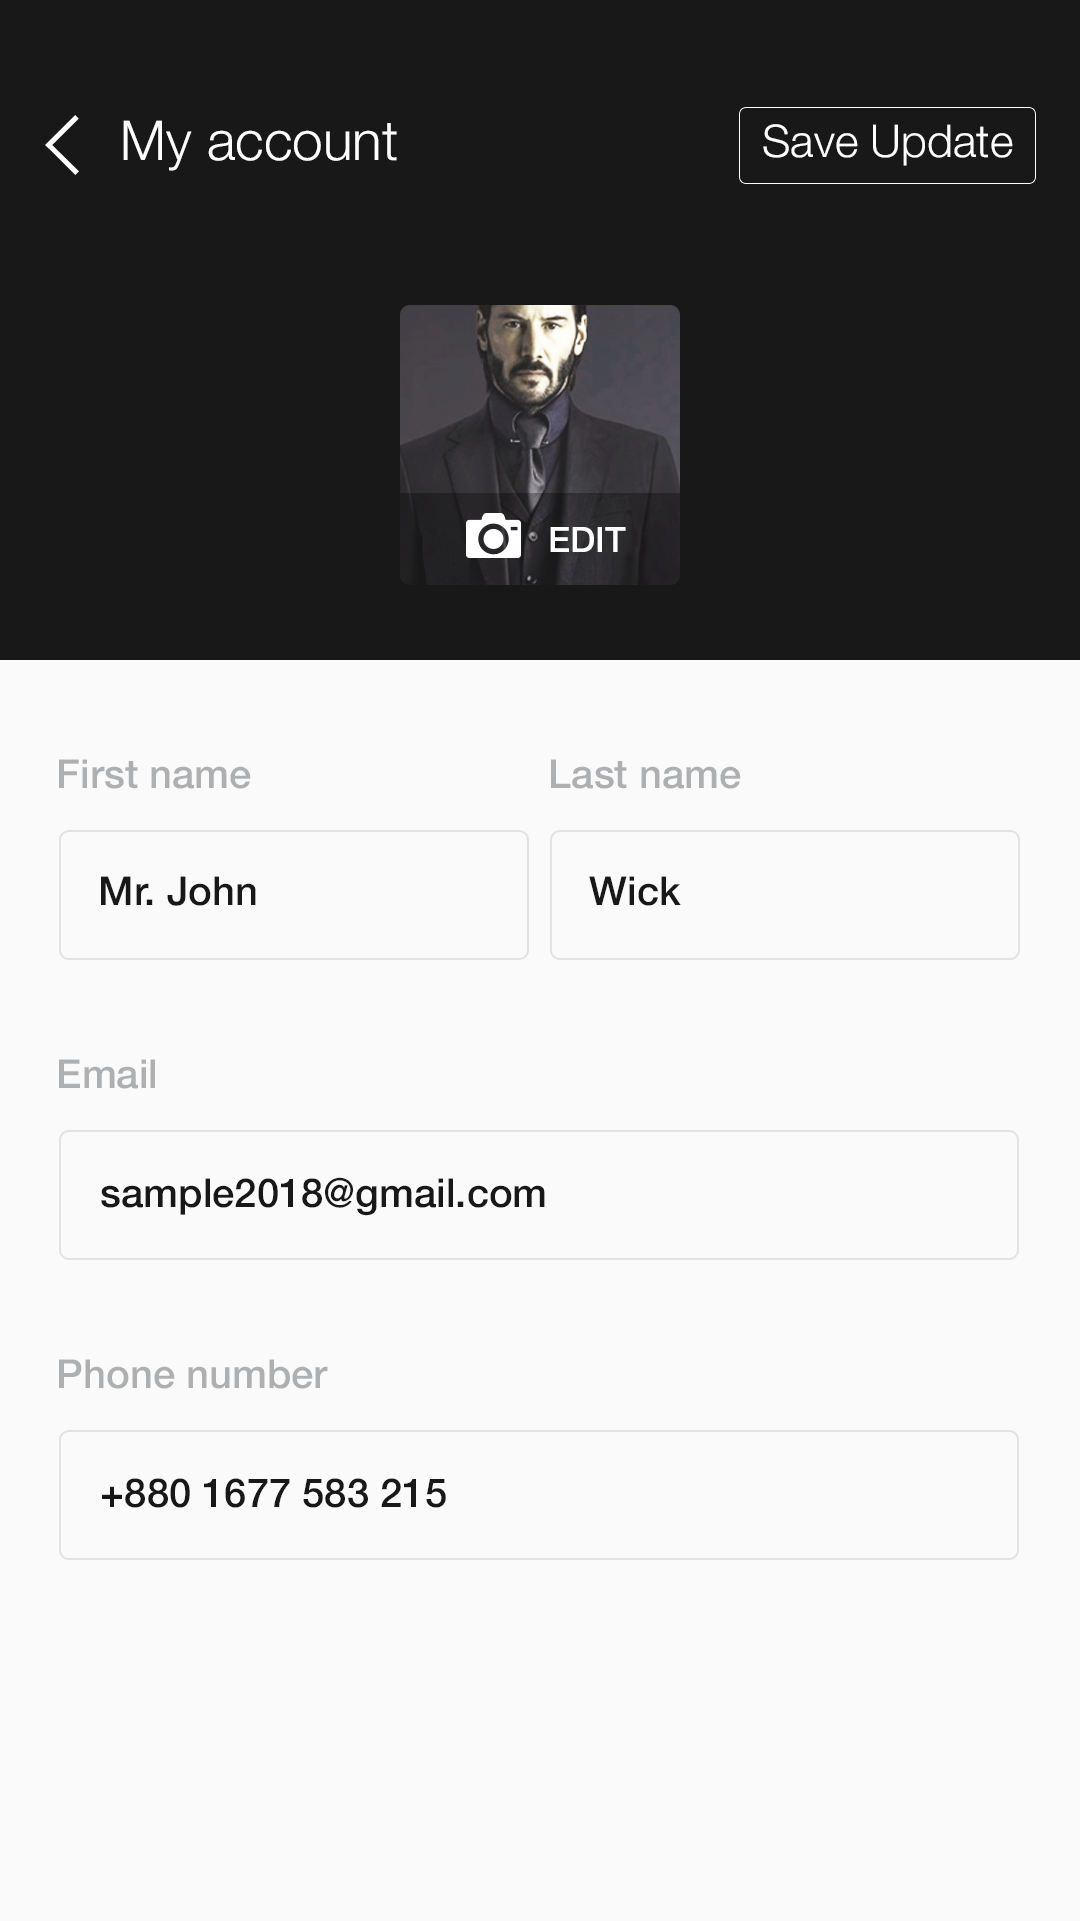 My account
Save Update
EDIT
First name
Last name
Mr. John
Wick
Email
sample2018@gmail.com
Phone number
+880 1677 583 215